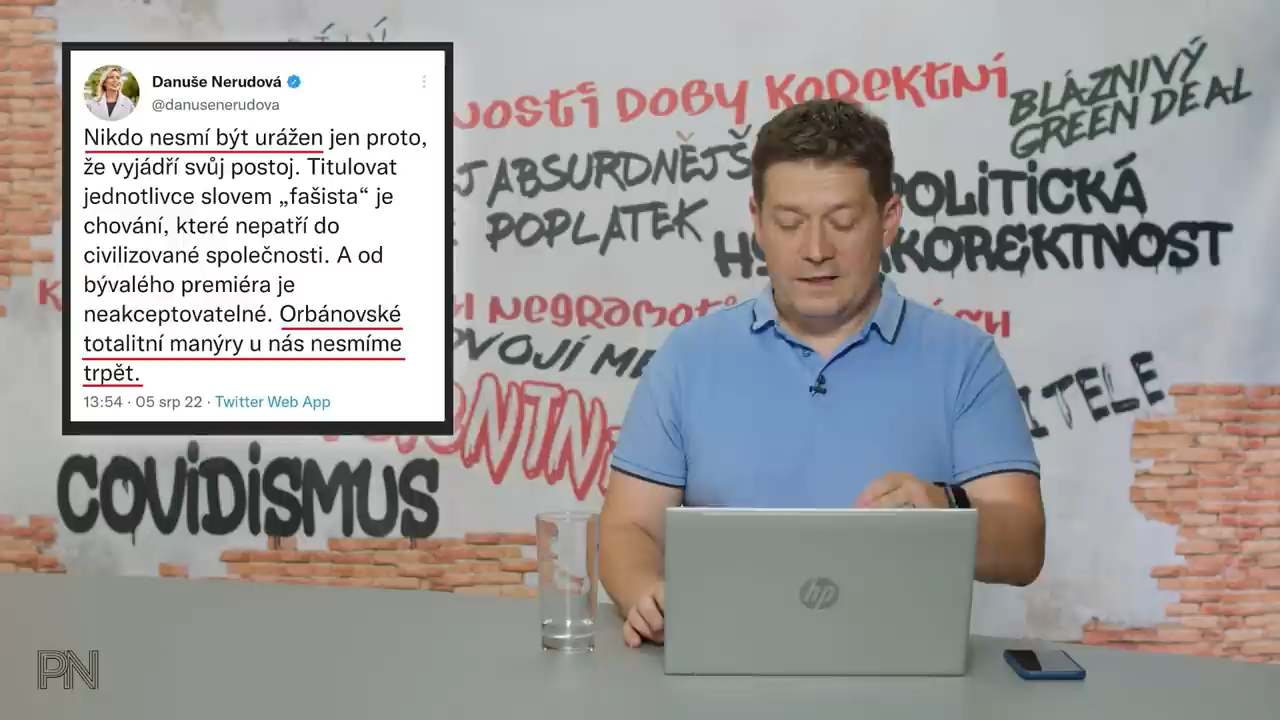 Danuše Nerudová
@danusenerudova
Nikdo nesmí být urážen jen proto,
že vyjádří svůj postoj. Titulovat
jednotlivce slovem „fašista“ je
chování, které nepatří do
civilizované společnosti. A od
bývalého premiéra je
neakceptovatelné. Orbánovské
totalitní manýry u nás nesmíme
trpět.
13:54 · 05 srp 22 · Twitter Web App
DOBY KOREKTNÍ
BLÁZNIVÝ
GREEN DEAL
POPLATEK
POLITICKÁ
COVIDISMUS
hp
PN